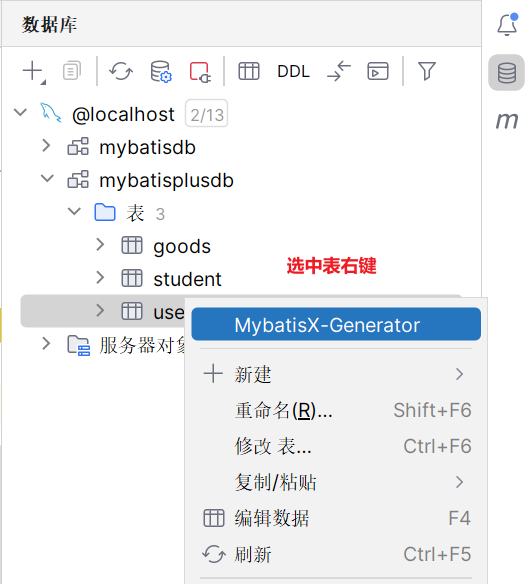 数据库
DDL
@localhost 2/13
mybatisdb
mybatisplusdb
表 3
goods
student
选中表右键
use
MybatisX-Generator
服务器对象
新建
重命名(R)... Shift+F6
修改 表... Ctrl+F6
复制/粘贴
编辑数据 F4
刷新 Ctrl+F5
m